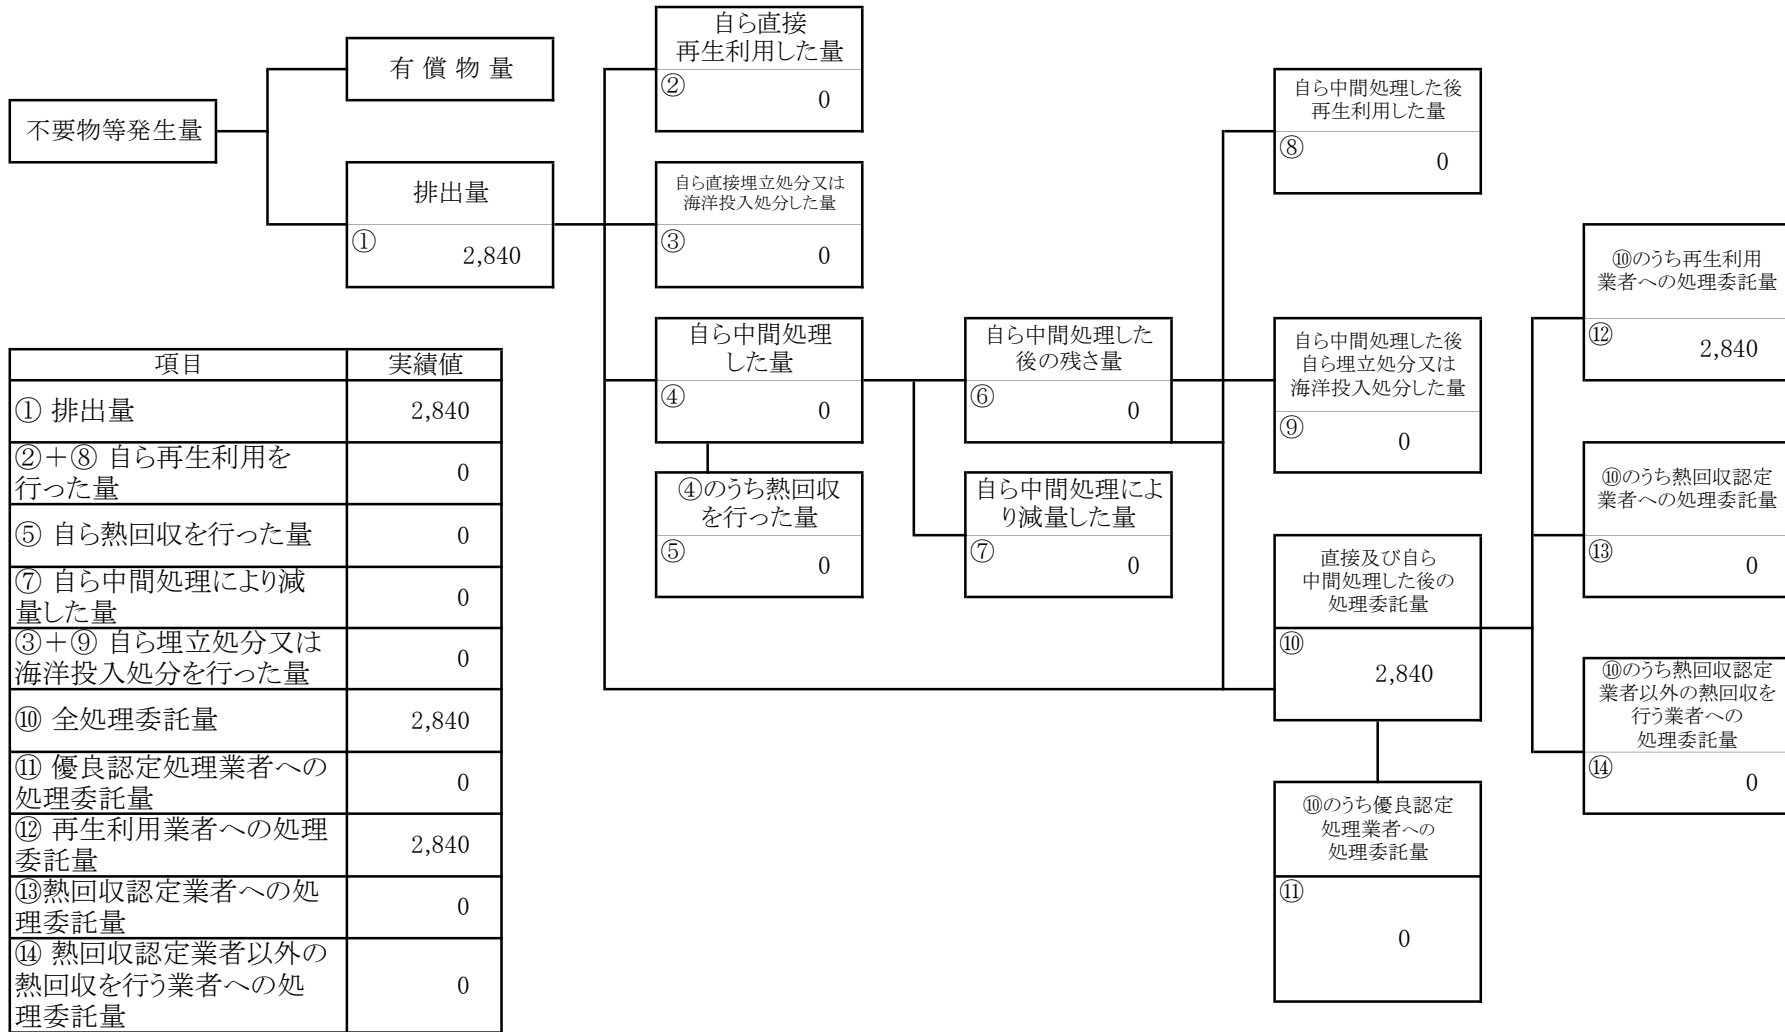 不要物等発生量
有 償 物 量
排出量
①
2,840
自ら直接
再生利用した量
②
0
自ら直接埋立処分又は
海洋投入処分した量
③
0
自ら中間処理
した量
④
0
④のうち熱回収
を行った量
⑤
0
自ら中間処理した
後の残さ量
⑥
0
自ら中間処理によ
り減量した量
⑦
0
自ら中間処理した後
再生利用した量
⑧
0
自ら中間処理した後
自ら埋立処分又は
海洋投入処分した量
⑨
0
直接及び自ら
中間処理した後の
処理委託量
⑩
2,840
⑩のうち優良認定
処理業者への
処理委託量
⑪
0
⑩のうち再生利用
業者への処理委託量
⑫
2,840
⑩のうち熱回収認定
業者への処理委託量
⑬
0
⑩のうち熱回収認定
業者以外の熱回収を
行う業者への
処理委託量
⑭
0
項目 実績値
① 排出量 2,840
②+⑧ 自ら再生利用を
行った量 0
⑤ 自ら熱回収を行った量 0
⑦ 自ら中間処理により減
量した量 0
③+⑨ 自ら埋立処分又は
海洋投入処分を行った量 0
⑩ 全処理委託量 2,840
⑪ 優良認定処理業者への
処理委託量 0
⑫ 再生利用業者への処理
委託量 2,840
⑬熱回収認定業者への処
理委託量 0
⑭ 熱回収認定業者以外の
熱回収を行う業者への処
理委託量 0